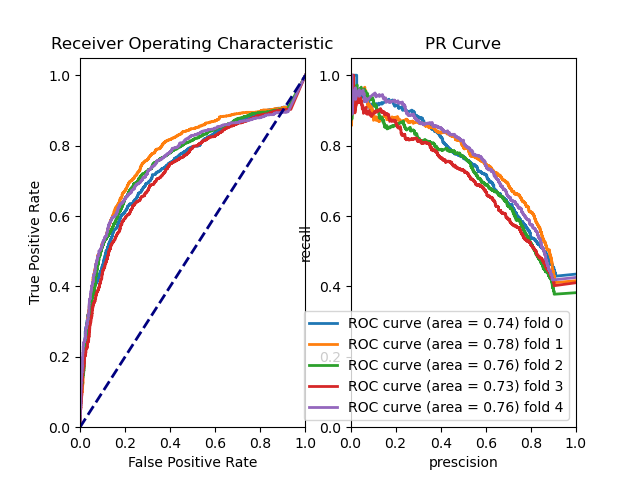 Receiver Operating Characteristic
PR Curve
1.0
0.8
0.6
0.4
0.2
0.0
True Positive Rate
0.0 0.2 0.4 0.6 0.8 1.0
False Positive Rate
1.0
0.8
0.6
0.4
0.2
0.0
recall
ROC curve (area = 0.74) fold 0
ROC curve (area = 0.78) fold 1
ROC curve (area = 0.76) fold 2
ROC curve (area = 0.73) fold 3
ROC curve (area = 0.76) fold 4
0.0 0.2 0.4 0.6 0.8 1.0
prescision